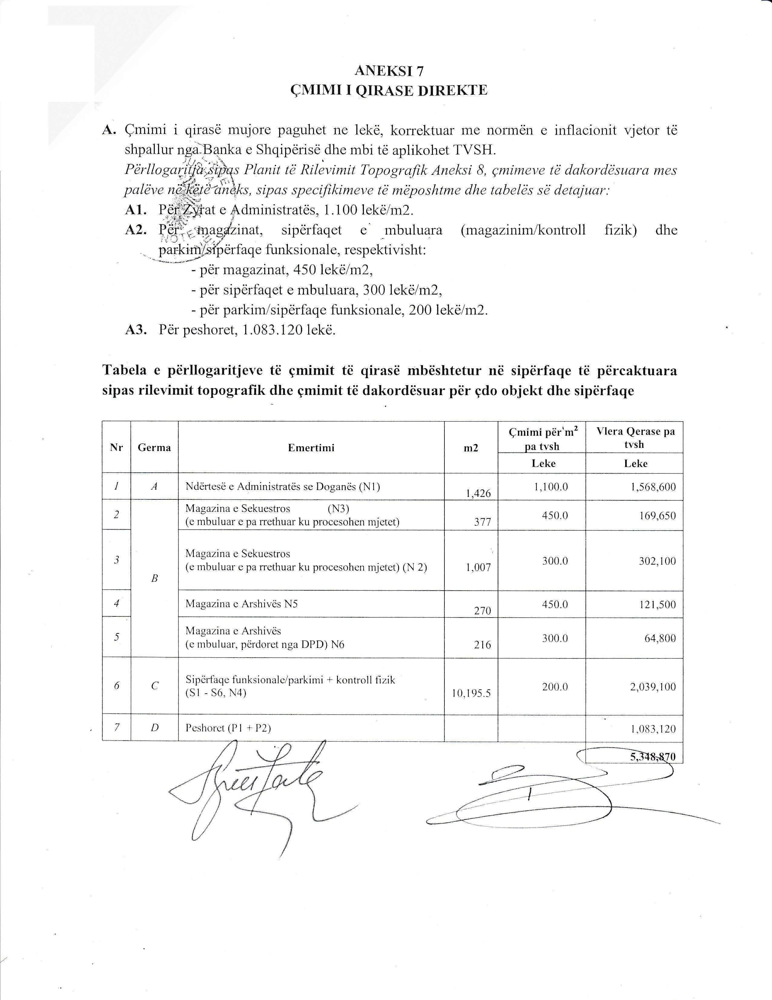 ANEKSI 7
ÇMIMI I QIRASE DIREKTE
A. Çmimi i qirasë mujore paguhet ne lekë, korrektuar me normën e inflacionit vjetor të
shpallur nga Banka e Shqipërisë dhe mbi të aplikohet TVSH.
Përllogaritja sipas Planit të Rilevimit Topografik Aneksi 8, çmimeve të dakordësuara mes
palëve në këtë aneks, sipas specifikimeve të mëposhtme dhe tabelës së detajuar:
A1. Për Zyrat e Administratës, 1.100 lekë/m2.
A2. Për magazinat, sipërfaqet e mbuluara (magazinim/kontroll fizik) dhe
parkim/sipërfaqe funksionale, respektivisht:
- për magazinat, 450 lekë/m2,
- për sipërfaqet e mbuluara, 300 lekë/m2,
- për parkim/sipërfaqe funksionale, 200 lekë/m2.
A3. Për peshoret, 1.083.120 lekë.
Tabela e përllogaritjeve të çmimit të qirasë mbështetur në sipërfaqe të përcaktuara
sipas rilevimit topografik dhe çmimit të dakordësuar për çdo objekt dhe sipërfaqe
Nr Germa Emertimi m2 Çmimi për m² pa tvsh Vlera Qerase pa tvsh
Leke Leke
1 A Ndërtesë e Administratës se Doganës (N1) 1,426 1,100.0 1,568,600
2 B Magazina e Sekuestros (N3)
(e mbuluar e pa rrethuar ku procesohen mjetet) 377 450.0 169,650
3 Magazina e Sekuestros
(e mbuluar e pa rrethuar ku procesohen mjetet) (N 2) 1,007 300.0 302,100
4 Magazina e Arshivës N5 270 450.0 121,500
5 Magazina e Arshivës
(e mbuluar, përdoret nga DPD) N6 216 300.0 64,800
6 C Sipërfaqe funksionale/parkimi + kontroll fizik
(S1 - S6, N4) 10,195.5 200.0 2,039,100
7 D Peshoret (P1 + P2) 1,083,120
5,348,870